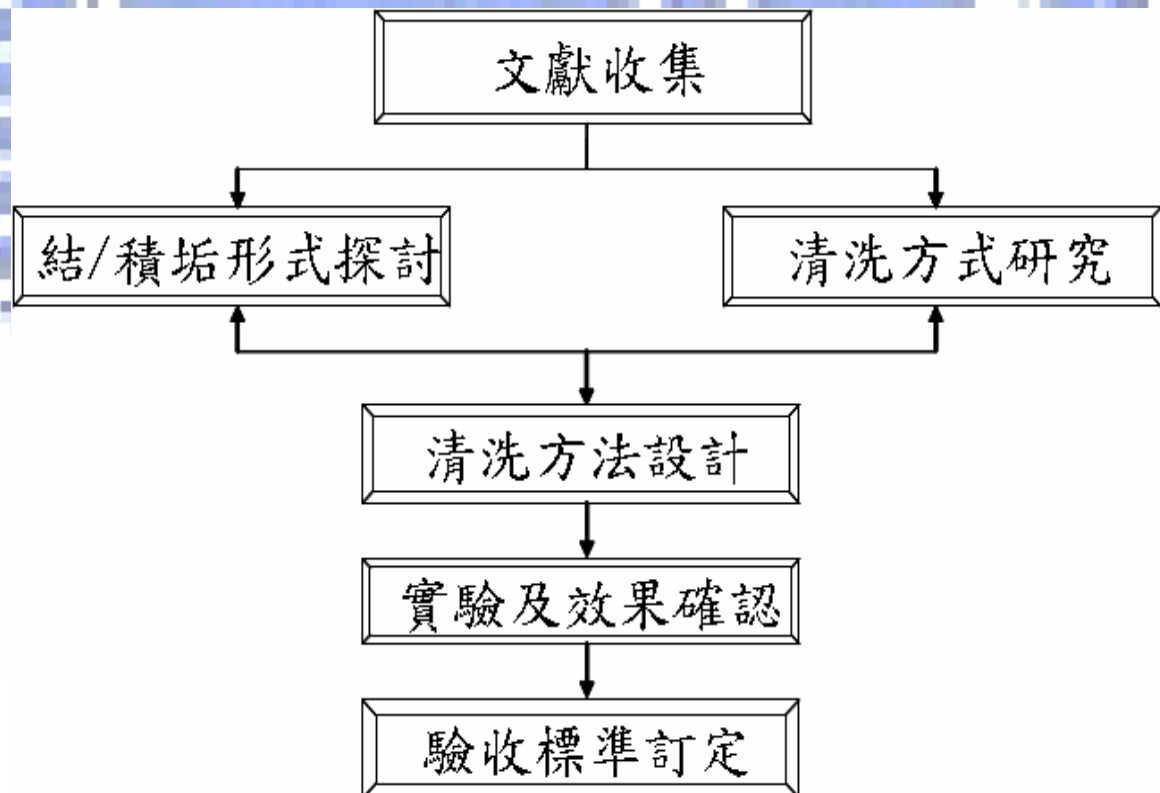 文獻收集
結/積垢形式探討
清洗方式研究
清洗方法設計
實驗及效果確認
驗收標準訂定